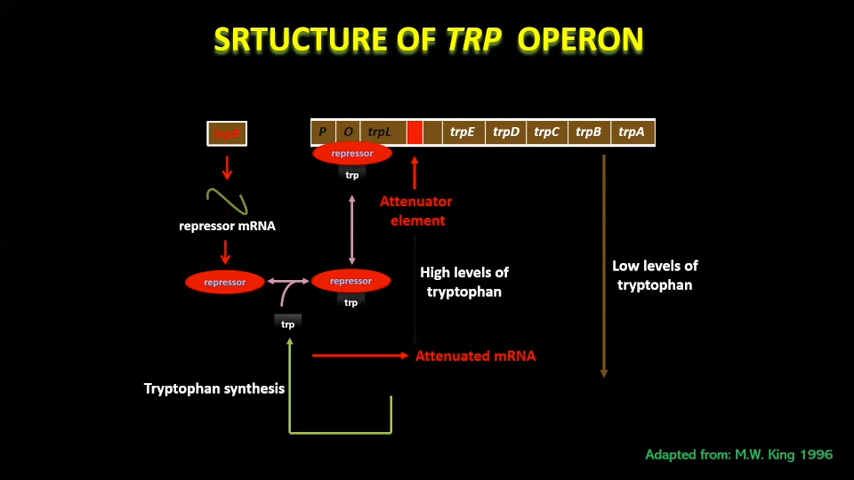 SRTUCTURE OF TRP OPERON
P O trpL trpE trpD trpC trpB trpA
repressor
trp
Attenuator
element
repressor mRNA
High levels of
tryptophan
Low levels of
tryptophan
repressor
repressor
trp
trp
Attenuated mRNA
Tryptophan synthesis
Adapted from: M.W. King 1996